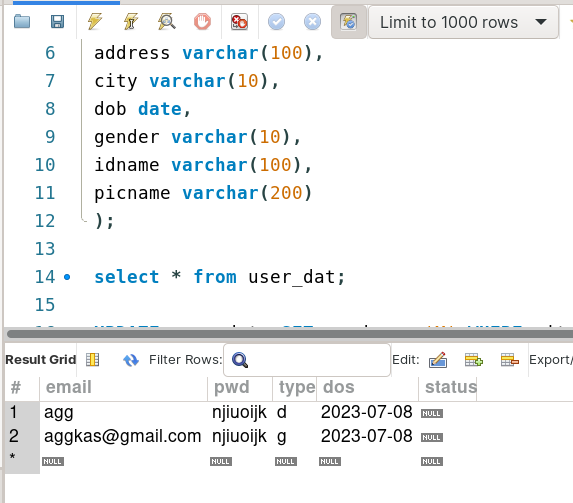 Limit to 1000 rows
6 address varchar(100),
7 city varchar(10),
8 dob date,
9 gender varchar(10),
10 idname varchar(100),
11 picname varchar(200)
12 );
13
14 select * from user_dat;
15
Result Grid Filter Rows: Edit: Export/
# email pwd type dos status
1 agg njiuoijk d 2023-07-08 NULL
2 aggkas@gmail.com njiuoijk g 2023-07-08 NULL
* NULL NULL NULL NULL NULL